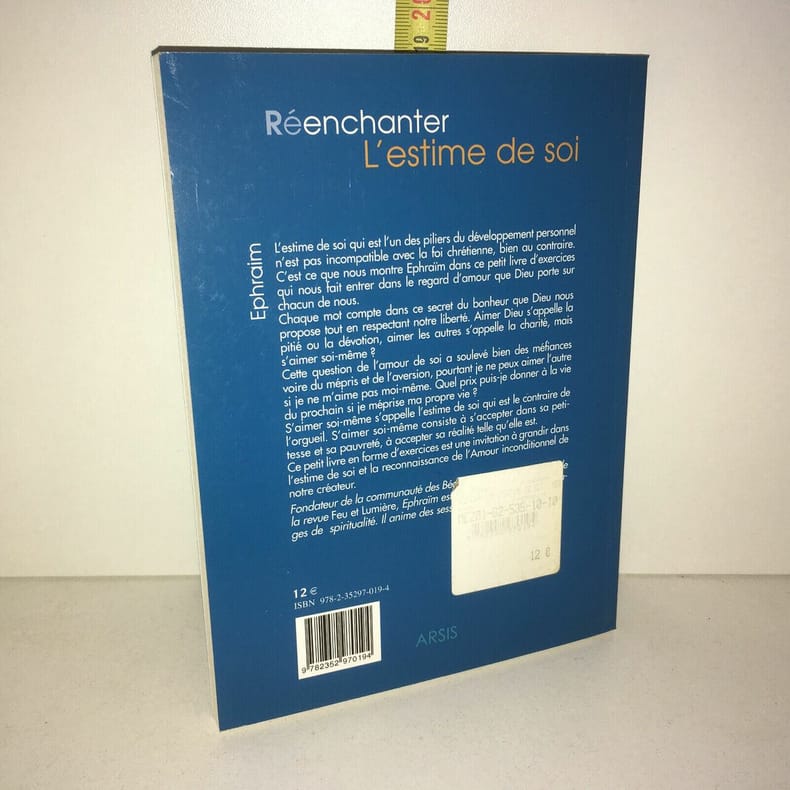 19 20
Réenchanter
L'estime de soi
Ephraïm
L'estime de soi qui est l'un des piliers du développement personnel
n'est pas incompatible avec la foi chrétienne, bien au contraire.
C'est ce que nous montre Ephraïm dans ce petit livre d'exercices
qui nous fait entrer dans le regard d'amour que Dieu porte sur
chacun de nous.
Chaque mot compte dans ce secret du bonheur que Dieu nous
propose tout en respectant notre liberté. Aimer Dieu s'appelle la
pitié ou la dévotion, aimer les autres s'appelle la charité, mais
s'aimer soi-même ?
Cette question de l'amour de soi a soulevé bien des méfiances
voire du mépris et de l'aversion, pourtant je ne peux aimer l'autre
si je ne m'aime pas moi-même. Quel prix puis-je donner à la vie
du prochain si je méprise ma propre vie ?
S'aimer soi-même s'appelle l'estime de soi qui est le contraire de
l'orgueil. S'aimer soi-même consiste à s'accepter dans sa peti-
tesse et sa pauvreté, à accepter sa réalité telle qu'elle est.
Ce petit livre en forme d'exercices est une invitation à grandir dans
l'estime de soi et la reconnaissance de l'Amour inconditionnel de
notre créateur.
Fondateur de la communauté des
la revue Feu et Lumière, Ephraïm
ges de spiritualité. Il anime des
12 €
12 €
ISBN 978-2-35297-019-4
9 782352 970194
ARSIS